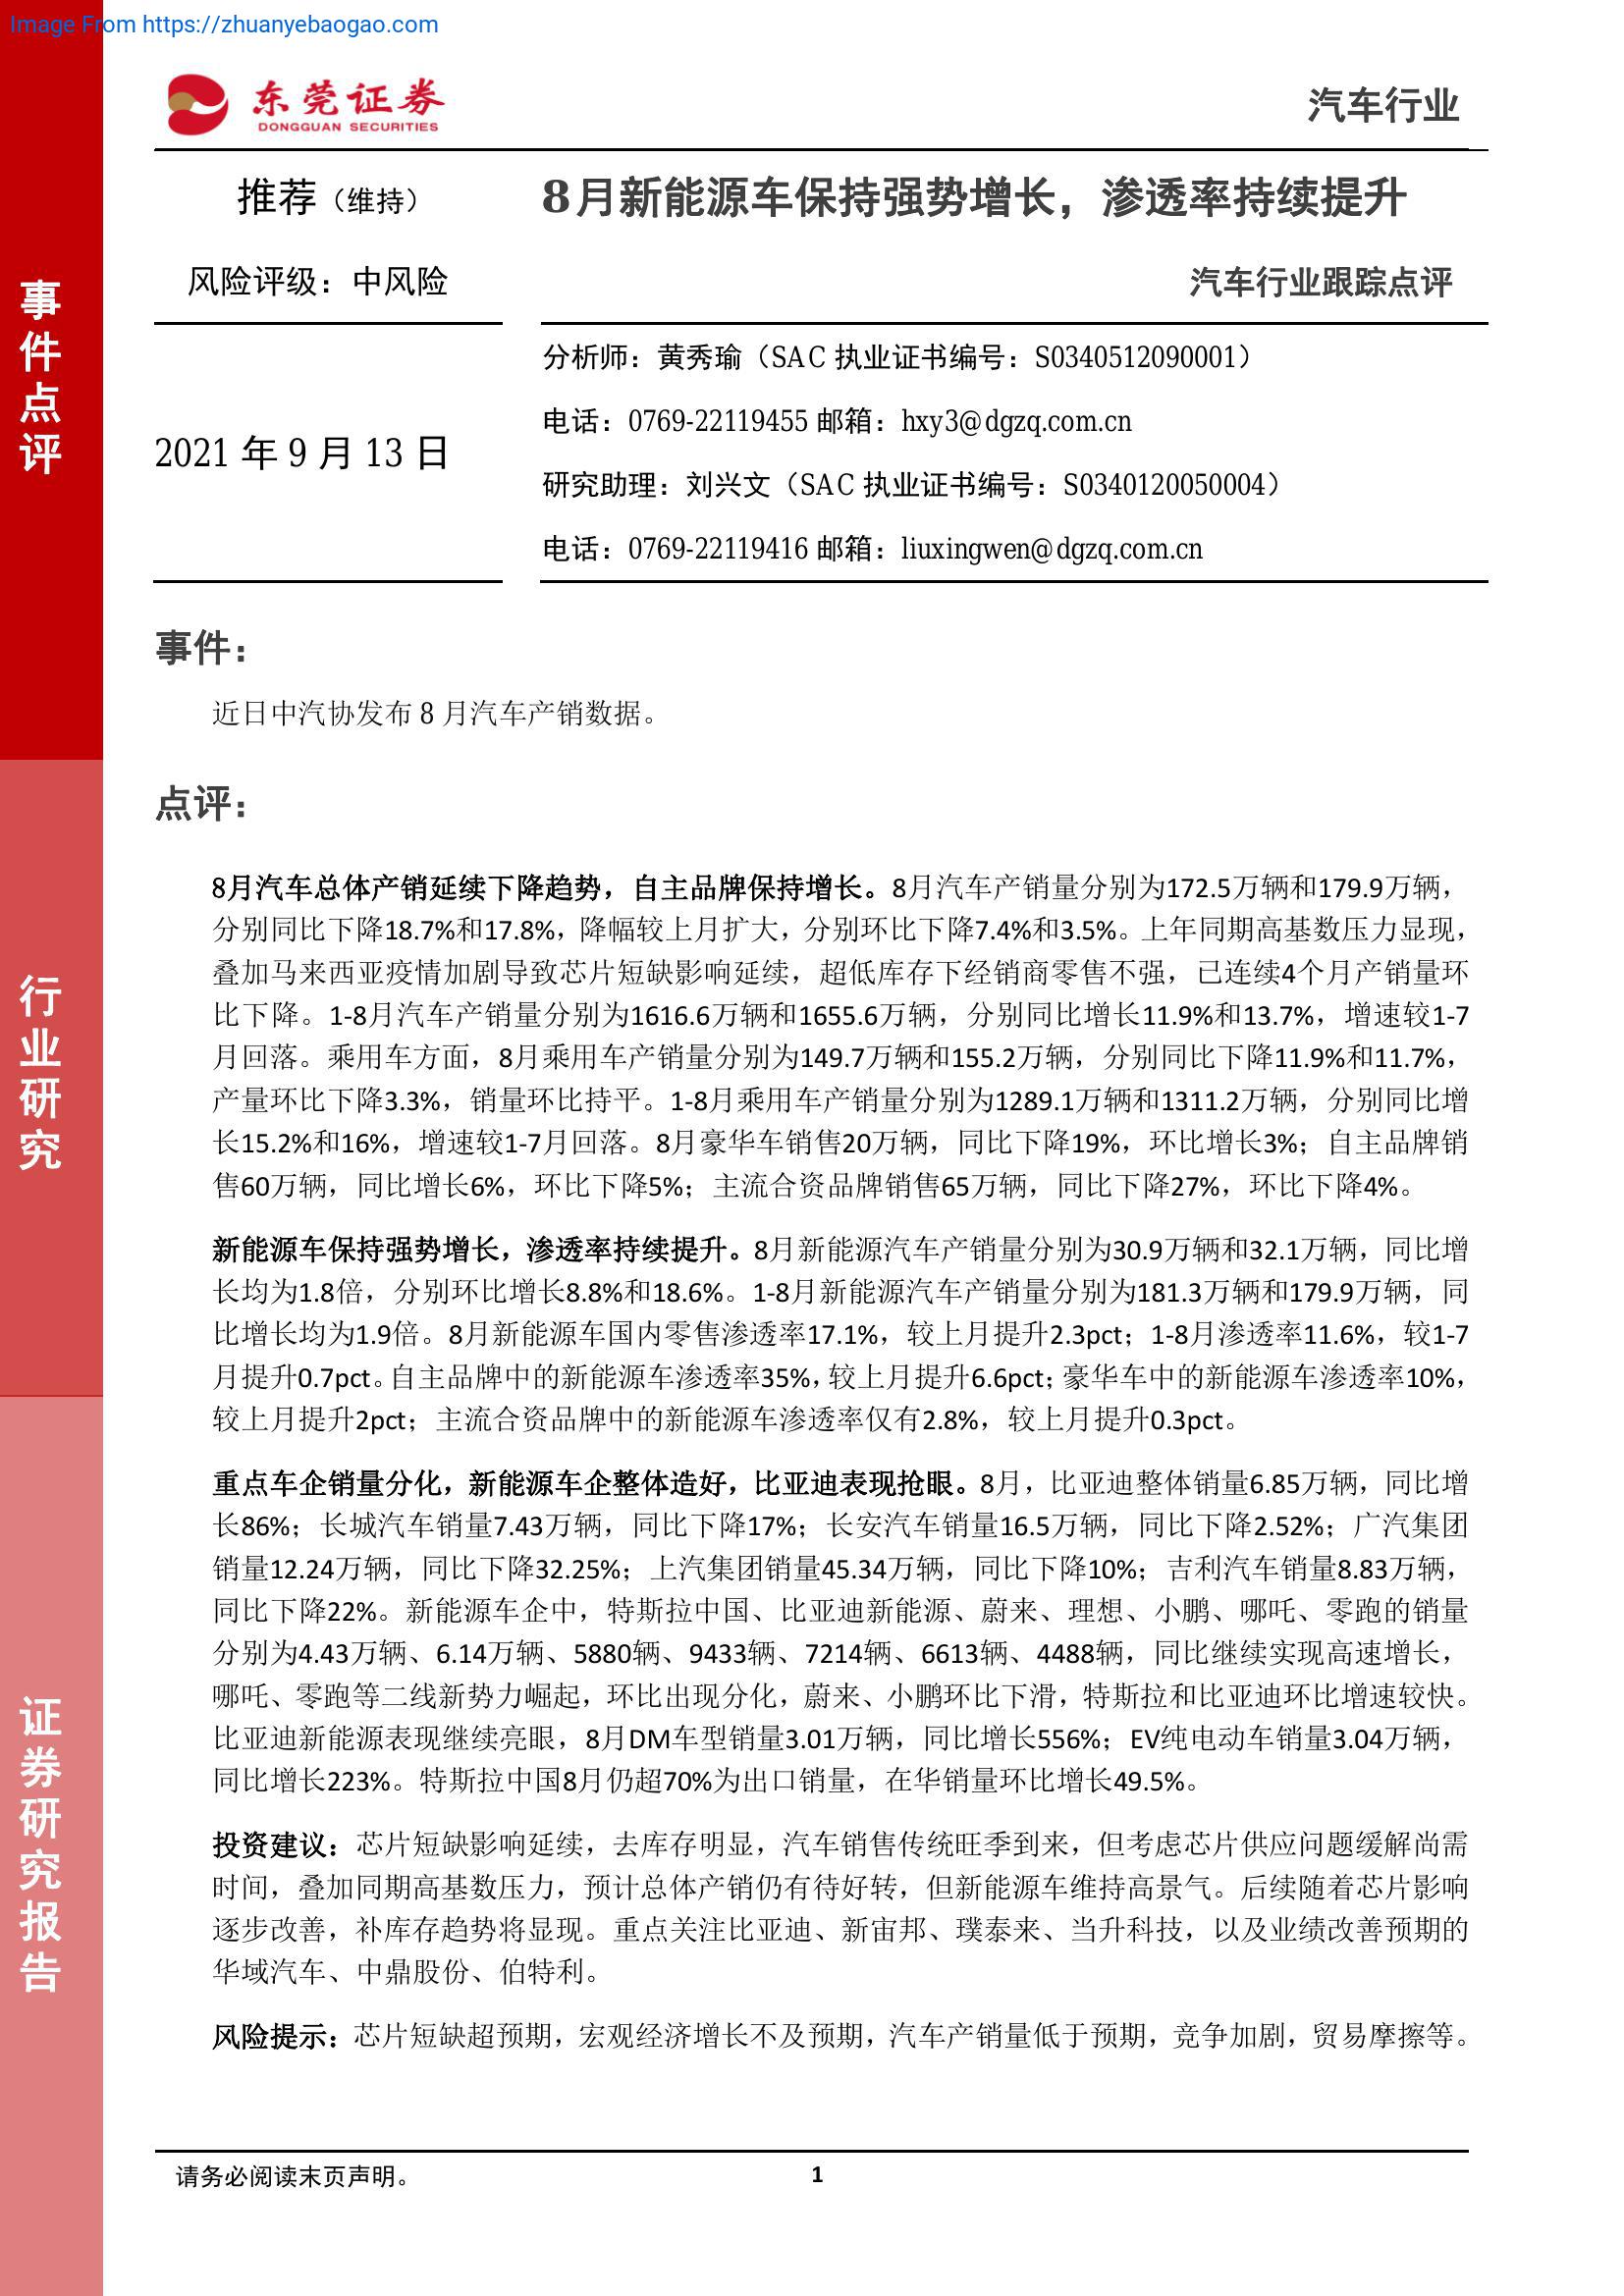 Image From https://zhuanyebaogao.com
东莞证券
DONGGUAN SECURITIES
汽车行业
推荐（维持）
8月新能源车保持强势增长，渗透率持续提升
风险评级：中风险
汽车行业跟踪点评
2021 年 9 月 13 日
分析师：黄秀瑜（SAC 执业证书编号：S0340512090001）
电话：0769-22119455 邮箱：hxy3@dgzq.com.cn
研究助理：刘兴文（SAC 执业证书编号：S0340120050004）
电话：0769-22119416 邮箱：liuxingwen@dgzq.com.cn
事件点评
行业研究
证券研究报告
事件：
近日中汽协发布 8 月汽车产销数据。
点评：
8月汽车总体产销延续下降趋势，自主品牌保持增长。8月汽车产销量分别为172.5万辆和179.9万辆，
分别同比下降18.7%和17.8%，降幅较上月扩大，分别环比下降7.4%和3.5%。上年同期高基数压力显现，
叠加马来西亚疫情加剧导致芯片短缺影响延续，超低库存下经销商零售不强，已连续4个月产销量环
比下降。1-8月汽车产销量分别为1616.6万辆和1655.6万辆，分别同比增长11.9%和13.7%，增速较1-7
月回落。乘用车方面，8月乘用车产销量分别为149.7万辆和155.2万辆，分别同比下降11.9%和11.7%，
产量环比下降3.3%，销量环比持平。1-8月乘用车产销量分别为1289.1万辆和1311.2万辆，分别同比增
长15.2%和16%，增速较1-7月回落。8月豪华车销售20万辆，同比下降19%，环比增长3%；自主品牌销
售60万辆，同比增长6%，环比下降5%；主流合资品牌销售65万辆，同比下降27%，环比下降4%。
新能源车保持强势增长，渗透率持续提升。8月新能源汽车产销量分别为30.9万辆和32.1万辆，同比增
长均为1.8倍，分别环比增长8.8%和18.6%。1-8月新能源汽车产销量分别为181.3万辆和179.9万辆，同
比增长均为1.9倍。8月新能源车国内零售渗透率17.1%，较上月提升2.3pct；1-8月渗透率11.6%，较1-7
月提升0.7pct。自主品牌中的新能源车渗透率35%，较上月提升6.6pct；豪华车中的新能源车渗透率10%，
较上月提升2pct；主流合资品牌中的新能源车渗透率仅有2.8%，较上月提升0.3pct。
重点车企销量分化，新能源车企整体造好，比亚迪表现抢眼。8月，比亚迪整体销量6.85万辆，同比增
长86%；长城汽车销量7.43万辆，同比下降17%；长安汽车销量16.5万辆，同比下降2.52%；广汽集团
销量12.24万辆，同比下降32.25%；上汽集团销量45.34万辆，同比下降10%；吉利汽车销量8.83万辆，
同比下降22%。新能源车企中，特斯拉中国、比亚迪新能源、蔚来、理想、小鹏、哪吒、零跑的销量
分别为4.43万辆、6.14万辆、5880辆、9433辆、7214辆、6613辆、4488辆，同比继续实现高速增长，
哪吒、零跑等二线新势力崛起，环比出现分化，蔚来、小鹏环比下滑，特斯拉和比亚迪环比增速较快。
比亚迪新能源表现继续亮眼，8月DM车型销量3.01万辆，同比增长556%；EV纯电动车销量3.04万辆，
同比增长223%。特斯拉中国8月仍超70%为出口销量，在华销量环比增长49.5%。
投资建议：芯片短缺影响延续，去库存明显，汽车销售传统旺季到来，但考虑芯片供应问题缓解尚需
时间，叠加同期高基数压力，预计总体产销仍有待好转，但新能源车维持高景气。后续随着芯片影响
逐步改善，补库存趋势将显现。重点关注比亚迪、新宙邦、璞泰来、当升科技，以及业绩改善预期的
华域汽车、中鼎股份、伯特利。
风险提示：芯片短缺超预期，宏观经济增长不及预期，汽车产销量低于预期，竞争加剧，贸易摩擦等。
请务必阅读末页声明。
1